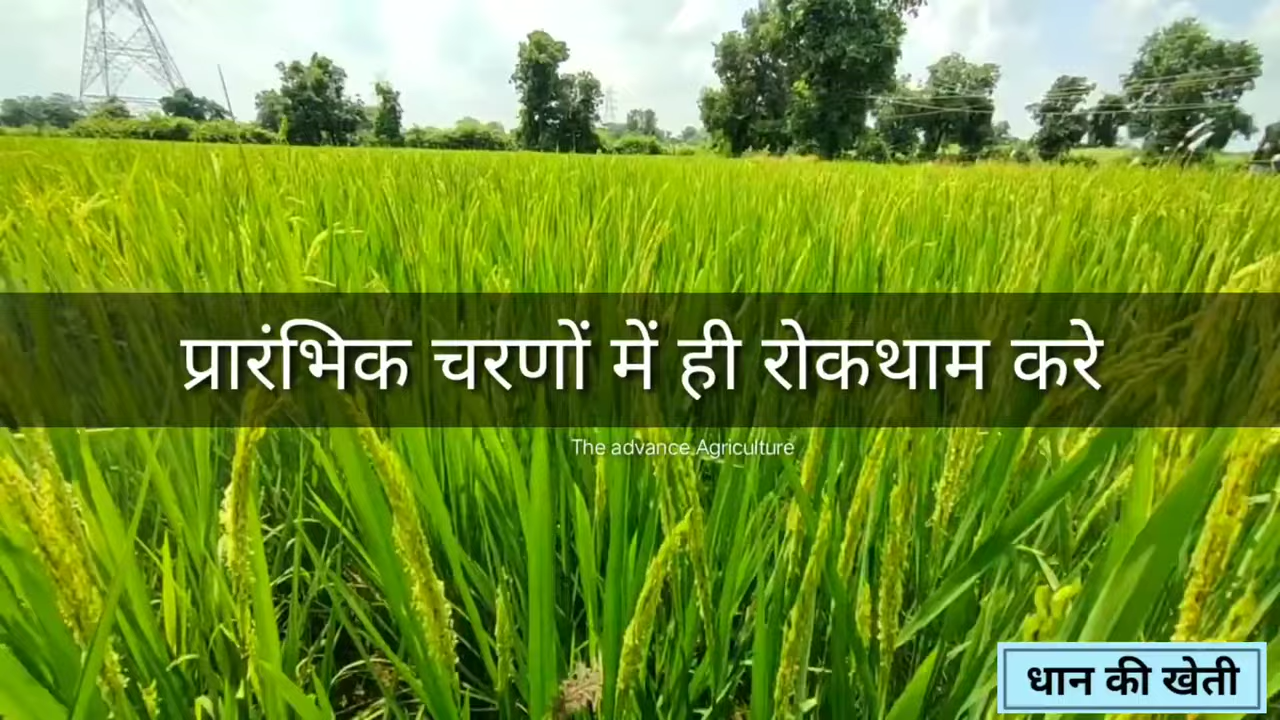 प्रारंभिक चरणों में ही रोकथाम करे
The advance Agriculture
धान की खेती